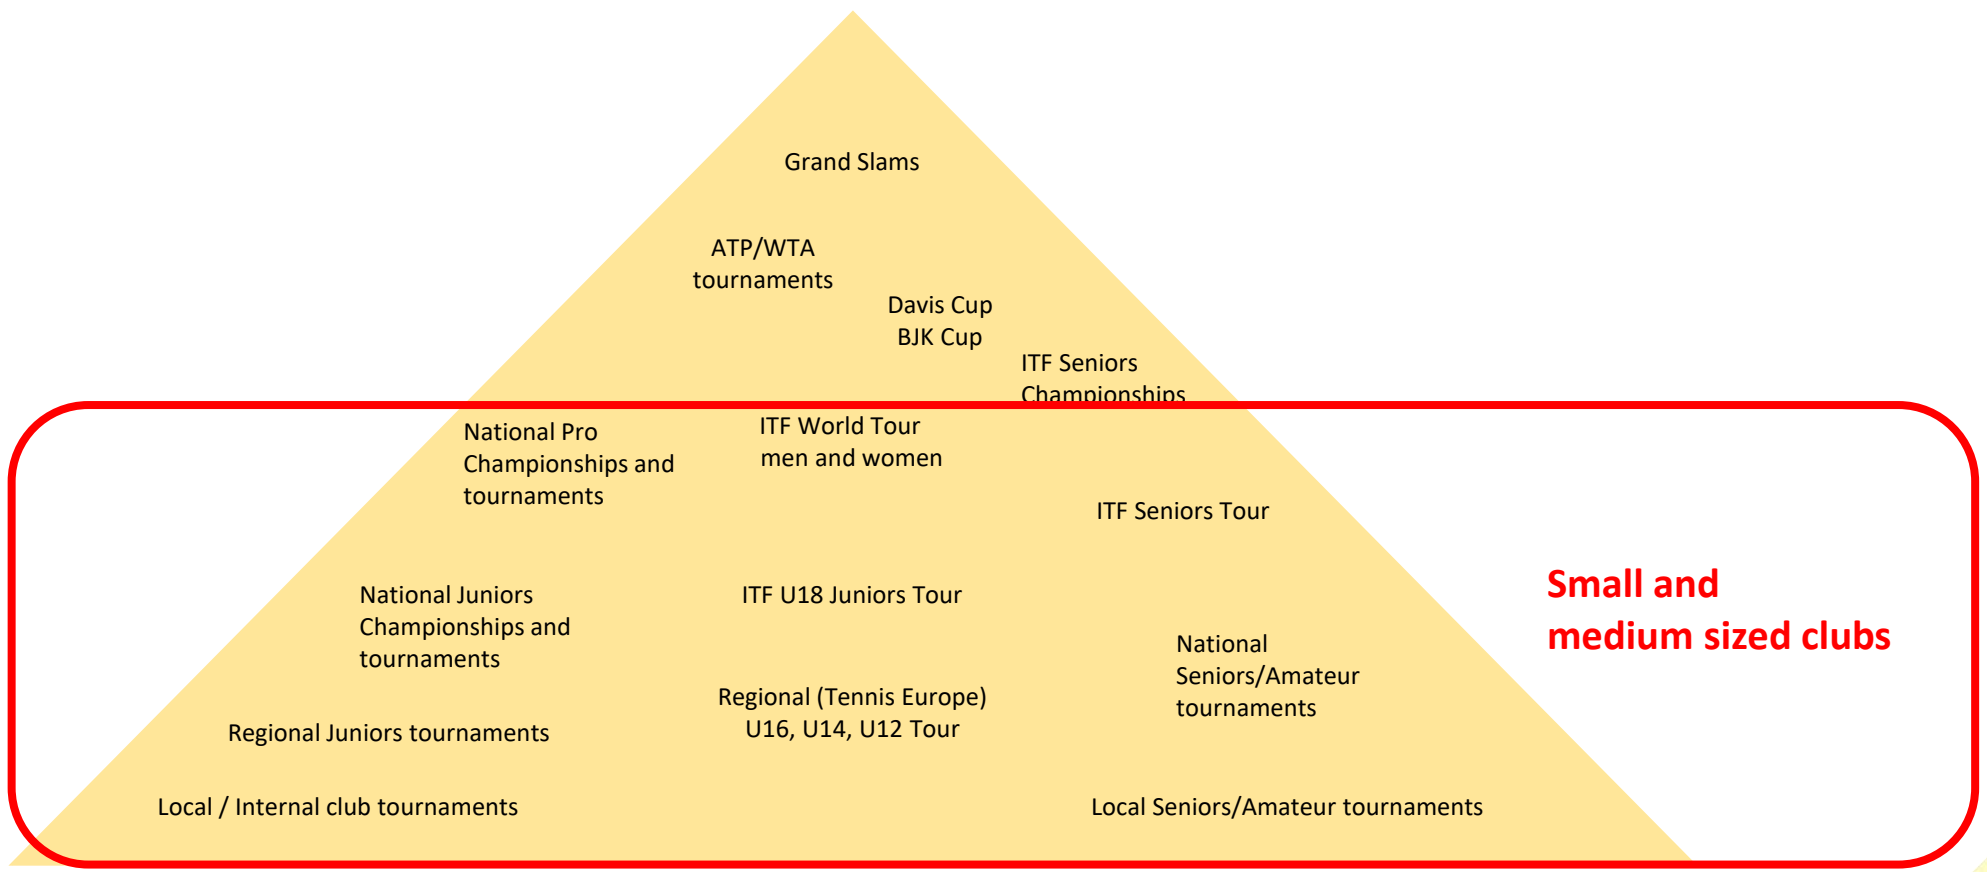 Grand Slams
ATP/WTA
tournaments
Davis Cup
BJK Cup
ITF Seniors
Championships
National Pro
Championships and
tournaments
ITF World Tour
men and women
ITF Seniors Tour
National Juniors
Championships and
tournaments
ITF U18 Juniors Tour
Small and
medium sized clubs
National
Seniors/Amateur
tournaments
Regional (Tennis Europe)
U16, U14, U12 Tour
Regional Juniors tournaments
Local / Internal club tournaments
Local Seniors/Amateur tournaments